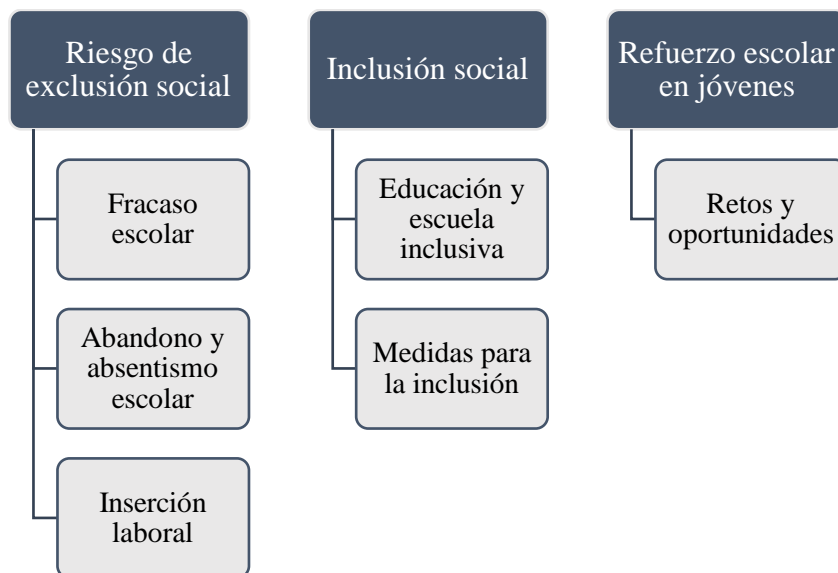 Riesgo de
exclusión social
Fracaso
escolar
Abandono y
absentismo
escolar
Inserción
laboral
Inclusión social
Educación y
escuela
inclusiva
Medidas para
la inclusión
Refuerzo escolar
en jóvenes
Retos y
oportunidades